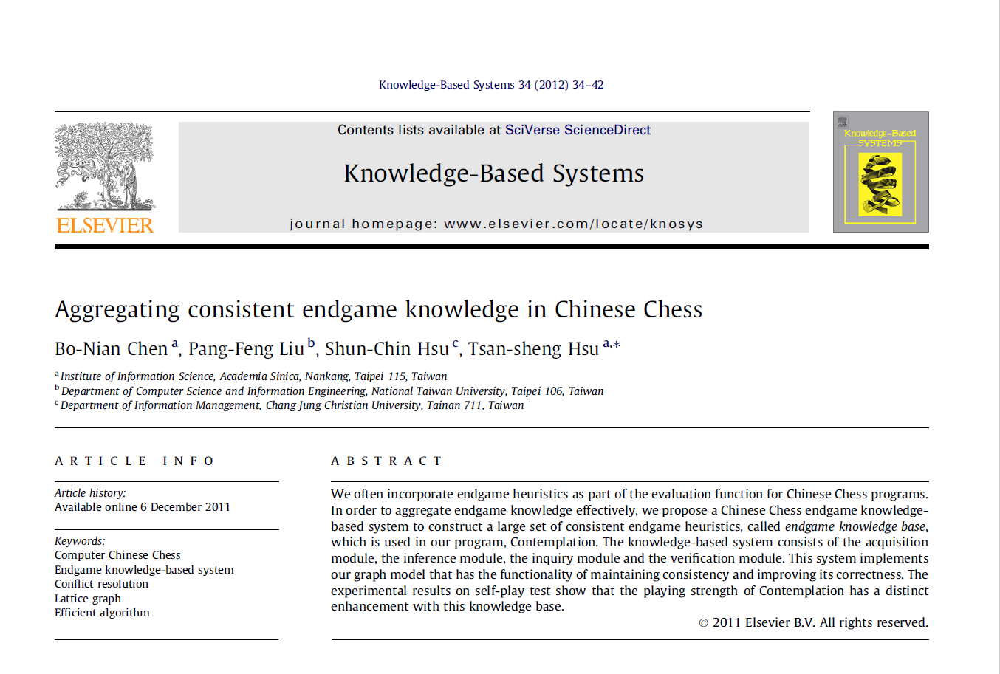 Knowledge-Based Systems 34 (2012) 34–42
Contents lists available at SciVerse ScienceDirect
Knowledge-Based Systems
journal homepage: www.elsevier.com/locate/knosys
ELSEVIER
Knowledge-Based
SYSTEMS
Aggregating consistent endgame knowledge in Chinese Chess
Bo-Nian Chen a, Pang-Feng Liu b, Shun-Chin Hsu c, Tsan-sheng Hsu a,*
a Institute of Information Science, Academia Sinica, Nankang, Taipei 115, Taiwan
b Department of Computer Science and Information Engineering, National Taiwan University, Taipei 106, Taiwan
c Department of Information Management, Chang Jung Christian University, Tainan 711, Taiwan
ARTICLE INFO
Article history:
Available online 6 December 2011
Keywords:
Computer Chinese Chess
Endgame knowledge-based system
Conflict resolution
Lattice graph
Efficient algorithm
ABSTRACT
We often incorporate endgame heuristics as part of the evaluation function for Chinese Chess programs.
In order to aggregate endgame knowledge effectively, we propose a Chinese Chess endgame knowledge-
based system to construct a large set of consistent endgame heuristics, called endgame knowledge base,
which is used in our program, Contemplation. The knowledge-based system consists of the acquisition
module, the inference module, the inquiry module and the verification module. This system implements
our graph model that has the functionality of maintaining consistency and improving its correctness. The
experimental results on self-play test show that the playing strength of Contemplation has a distinct
enhancement with this knowledge base.
© 2011 Elsevier B.V. All rights reserved.